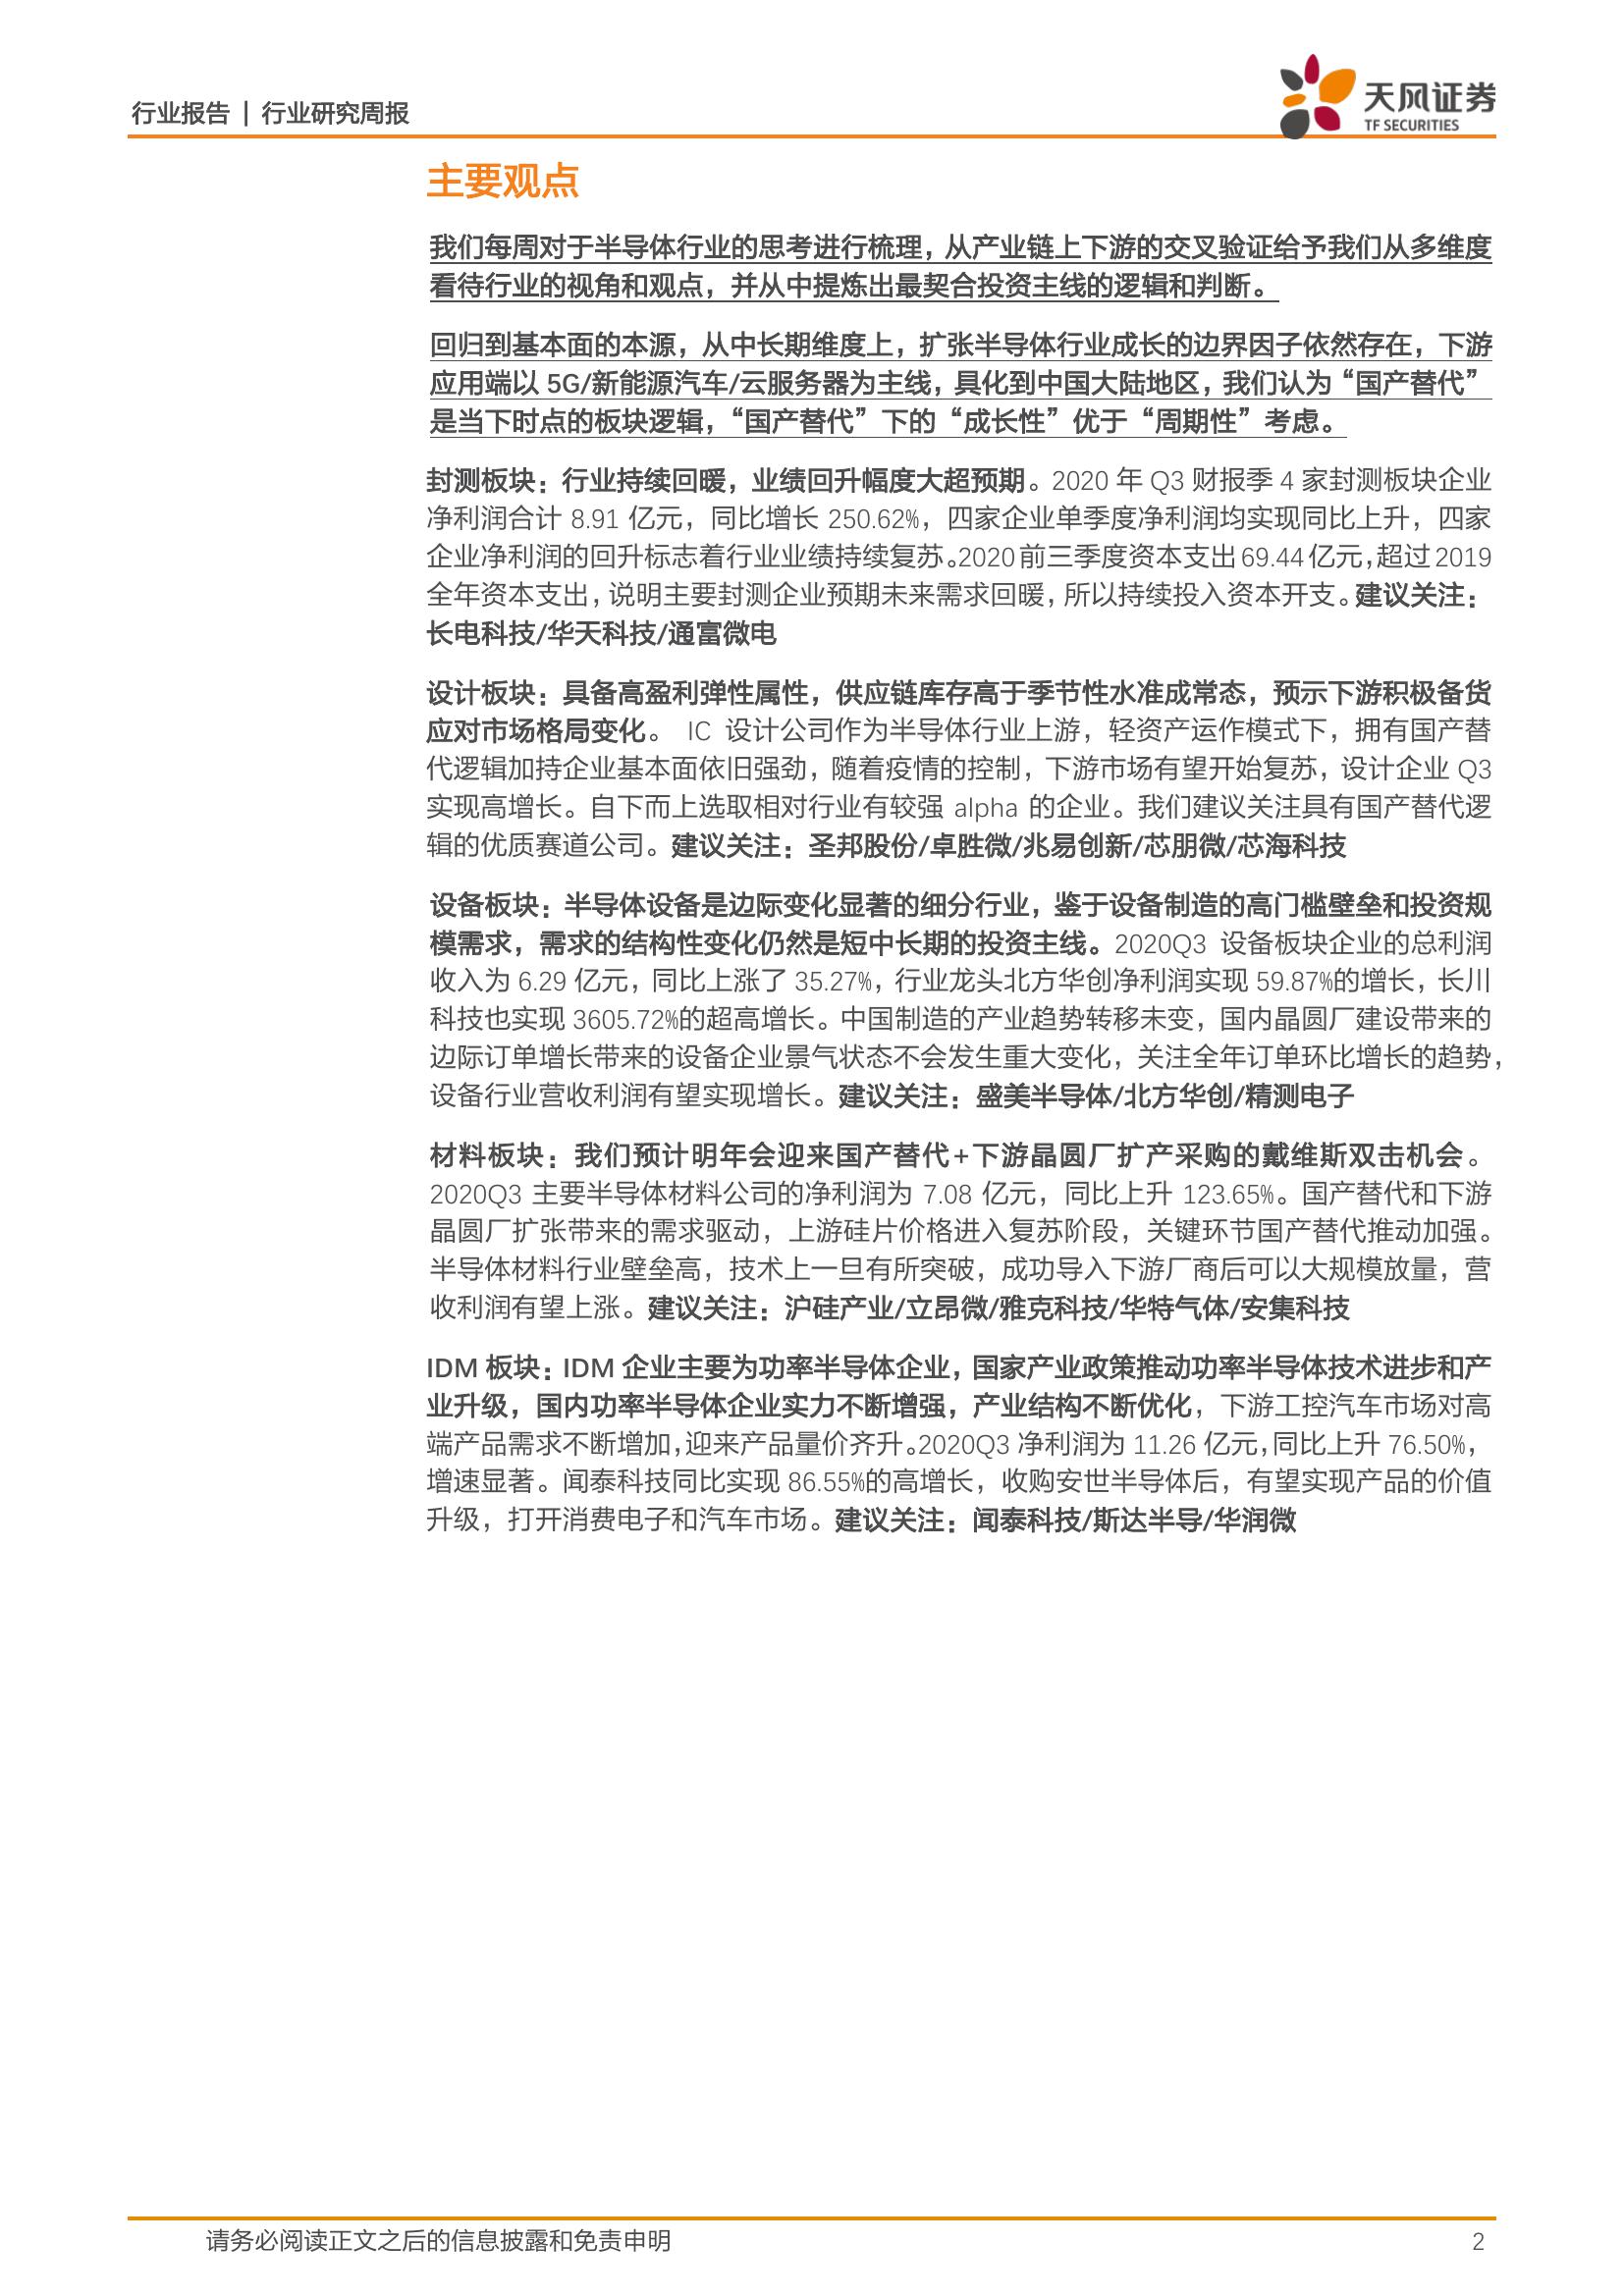 行业报告 | 行业研究周报
天风证券
TF SECURITIES
主要观点
我们每周对于半导体行业的思考进行梳理，从产业链上下游的交叉验证给予我们从多维度
看待行业的视角和观点，并从中提炼出最契合投资主线的逻辑和判断。
回归到基本面的本源，从中长期维度上，扩张半导体行业成长的边界因子依然存在，下游
应用端以 5G/新能源汽车/云服务器为主线，具化到中国大陆地区，我们认为“国产替代”
是当下时点的板块逻辑，“国产替代”下的“成长性”优于“周期性”考虑。
封测板块：行业持续回暖，业绩回升幅度大超预期。2020 年 Q3 财报季 4 家封测板块企业
净利润合计 8.91 亿元，同比增长 250.62%，四家企业单季度净利润均实现同比上升，四家
企业净利润的回升标志着行业业绩持续复苏。2020 前三季度资本支出 69.44 亿元，超过 2019
全年资本支出，说明主要封测企业预期未来需求回暖，所以持续投入资本开支。建议关注：
长电科技/华天科技/通富微电
设计板块：具备高盈利弹性属性，供应链库存高于季节性水准成常态，预示下游积极备货
应对市场格局变化。 IC 设计公司作为半导体行业上游，轻资产运作模式下，拥有国产替
代逻辑加持企业基本面依旧强劲，随着疫情的控制，下游市场有望开始复苏，设计企业 Q3
实现高增长。自下而上选取相对行业有较强 alpha 的企业。我们建议关注具有国产替代逻
辑的优质赛道公司。建议关注：圣邦股份/卓胜微/兆易创新/芯朋微/芯海科技
设备板块：半导体设备是边际变化显著的细分行业，鉴于设备制造的高门槛壁垒和投资规
模需求，需求的结构性变化仍然是短中长期的投资主线。2020Q3 设备板块企业的总利润
收入为 6.29 亿元，同比上涨了 35.27%，行业龙头北方华创净利润实现 59.87%的增长，长川
科技也实现 3605.72%的超高增长。中国制造的产业趋势转移未变，国内晶圆厂建设带来的
边际订单增长带来的设备企业景气状态不会发生重大变化，关注全年订单环比增长的趋势，
设备行业营收利润有望实现增长。建议关注：盛美半导体/北方华创/精测电子
材料板块：我们预计明年会迎来国产替代+下游晶圆厂扩产采购的戴维斯双击机会。
2020Q3 主要半导体材料公司的净利润为 7.08 亿元，同比上升 123.65%。国产替代和下游
晶圆厂扩张带来的需求驱动，上游硅片价格进入复苏阶段，关键环节国产替代推动加强。
半导体材料行业壁垒高，技术上一旦有所突破，成功导入下游厂商后可以大规模放量，营
收利润有望上涨。建议关注：沪硅产业/立昂微/雅克科技/华特气体/安集科技
IDM 板块：IDM 企业主要为功率半导体企业，国家产业政策推动功率半导体技术进步和产
业升级，国内功率半导体企业实力不断增强，产业结构不断优化，下游工控汽车市场对高
端产品需求不断增加，迎来产品量价齐升。2020Q3 净利润为 11.26 亿元，同比上升 76.50%，
增速显著。闻泰科技同比实现 86.55%的高增长，收购安世半导体后，有望实现产品的价值
升级，打开消费电子和汽车市场。建议关注：闻泰科技/斯达半导/华润微
请务必阅读正文之后的信息披露和免责申明
2